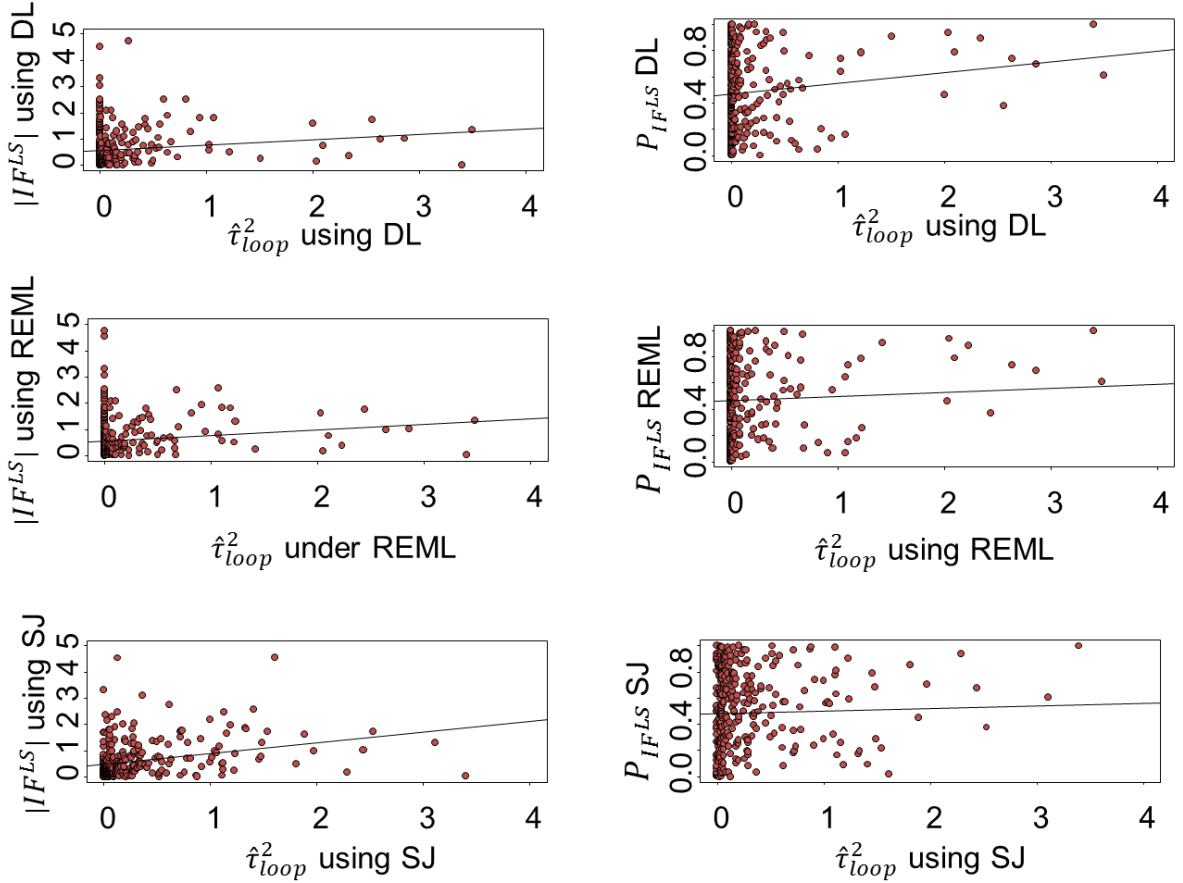 |IF^LS| using DL
0 1 2 3 4 5
0 1 2 3 4
τ̂²_loop using DL
P_IF^LS DL
0.0 0.4 0.8
0 1 2 3 4
τ̂²_loop using DL
|IF^LS| using REML
0 1 2 3 4 5
0 1 2 3 4
τ̂²_loop under REML
P_IF^LS REML
0.0 0.4 0.8
0 1 2 3 4
τ̂²_loop using REML
|IF^LS| using SJ
0 1 2 3 4 5
0 1 2 3 4
τ̂²_loop using SJ
P_IF^LS SJ
0.0 0.4 0.8
0 1 2 3 4
τ̂²_loop using SJ